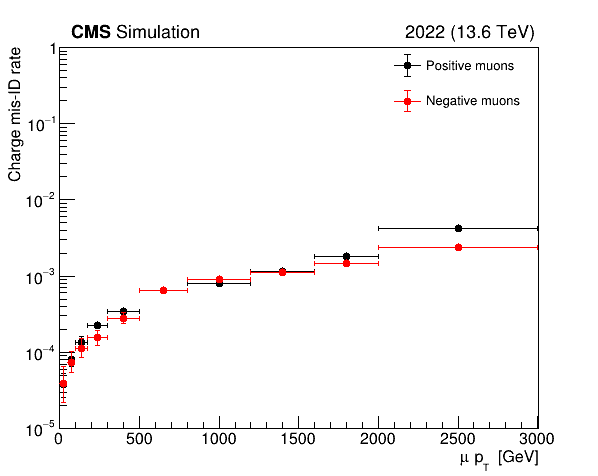 CMS Simulation 2022 (13.6 TeV)
Charge mis-ID rate
1
10⁻¹
10⁻²
10⁻³
10⁻⁴
10⁻⁵
Positive muons
Negative muons
0 500 1000 1500 2000 2500 3000
μ p_T [GeV]